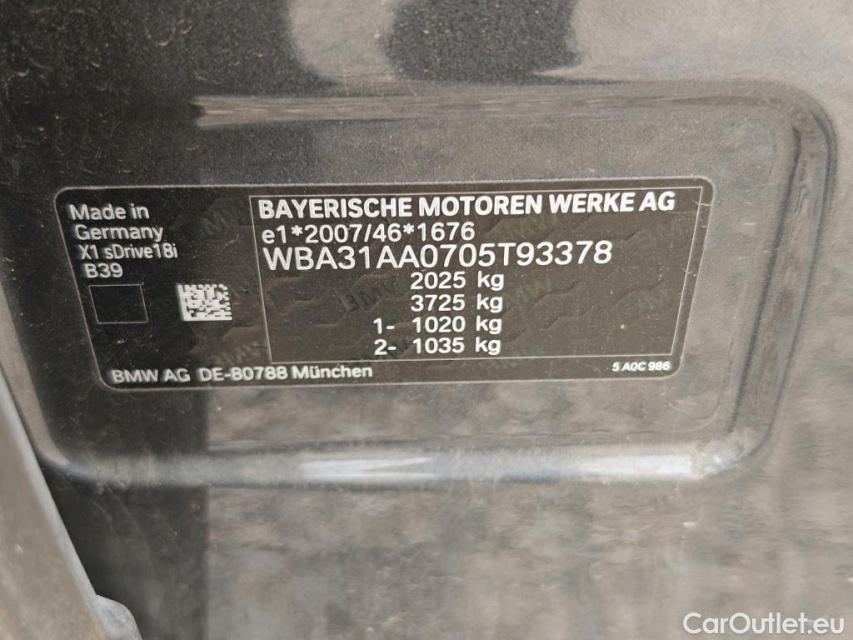 Made in
Germany
X1 sDrive18i
B39
BAYERISCHE MOTOREN WERKE AG
e1*2007/46*1676
WBA31AA0705T93378
2025 kg
3725 kg
1- 1020 kg
2- 1035 kg
BMW AG DE-80788 München
5 A0C 986
CarOutlet.eu